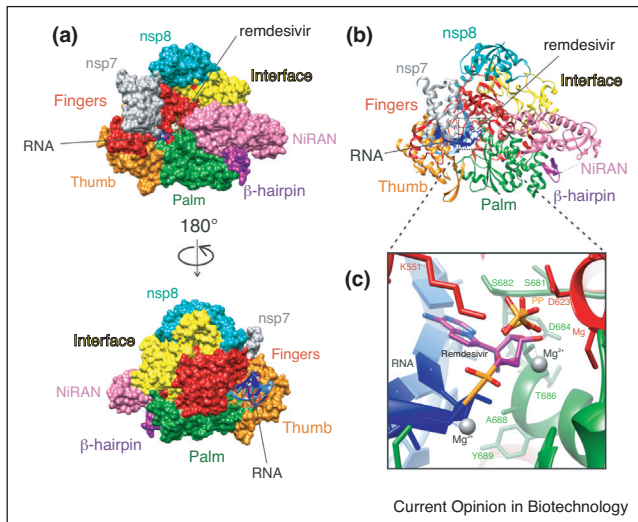 (a)
nsp8
remdesivir
nsp7
Interface
Fingers
RNA
NiRAN
Thumb
β-hairpin
Palm
180°
nsp8
nsp7
Interface
Fingers
NiRAN
β-hairpin
Thumb
Palm
RNA
(b)
nsp8
remdesivir
nsp7
Interface
Fingers
RNA
NiRAN
Thumb
β-hairpin
Palm
(c)
K551
S682
S681
D623
PP
D684
Mg
Remdesivir
Mg²⁺
RNA
T686
A688
Mg²⁺
Y689
Current Opinion in Biotechnology